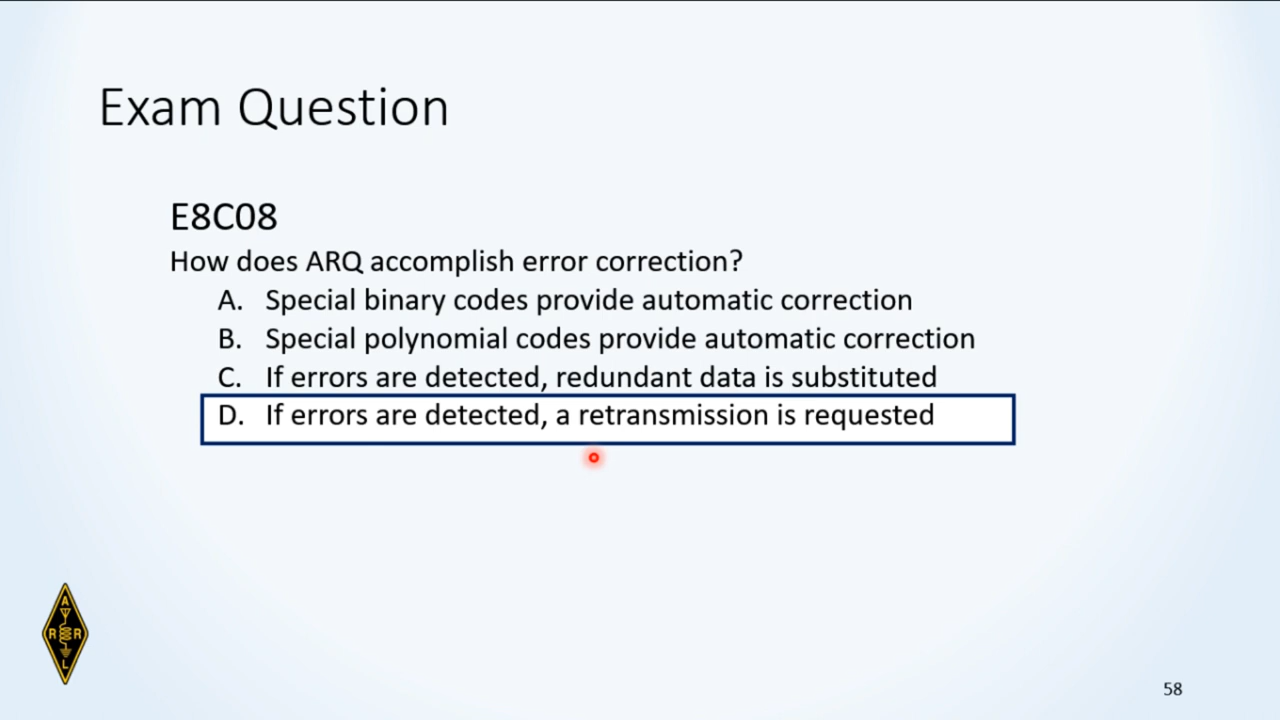 Exam Question
E8C08
How does ARQ accomplish error correction?
A. Special binary codes provide automatic correction
B. Special polynomial codes provide automatic correction
C. If errors are detected, redundant data is substituted
D. If errors are detected, a retransmission is requested
A
R R
L
58